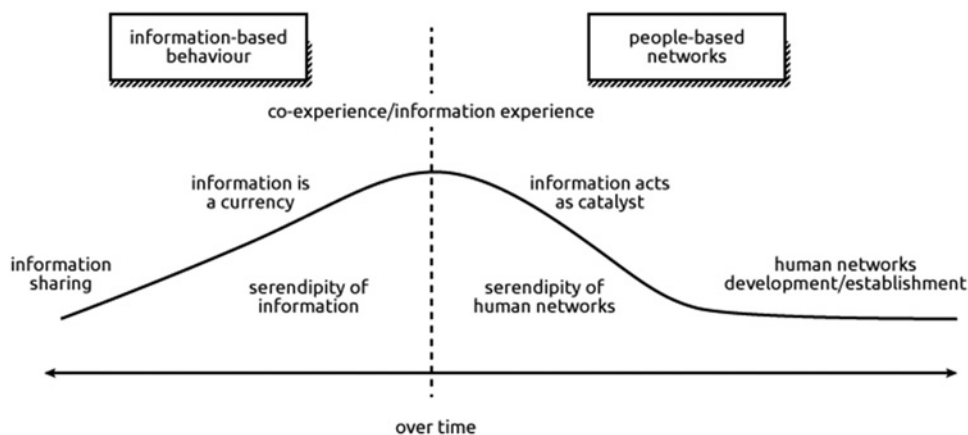 information-based
behaviour
people-based
networks
co-experience/information experience
information is
a currency
information acts
as catalyst
information
sharing
serendipity of
information
serendipity of
human networks
human networks
development/establishment
over time